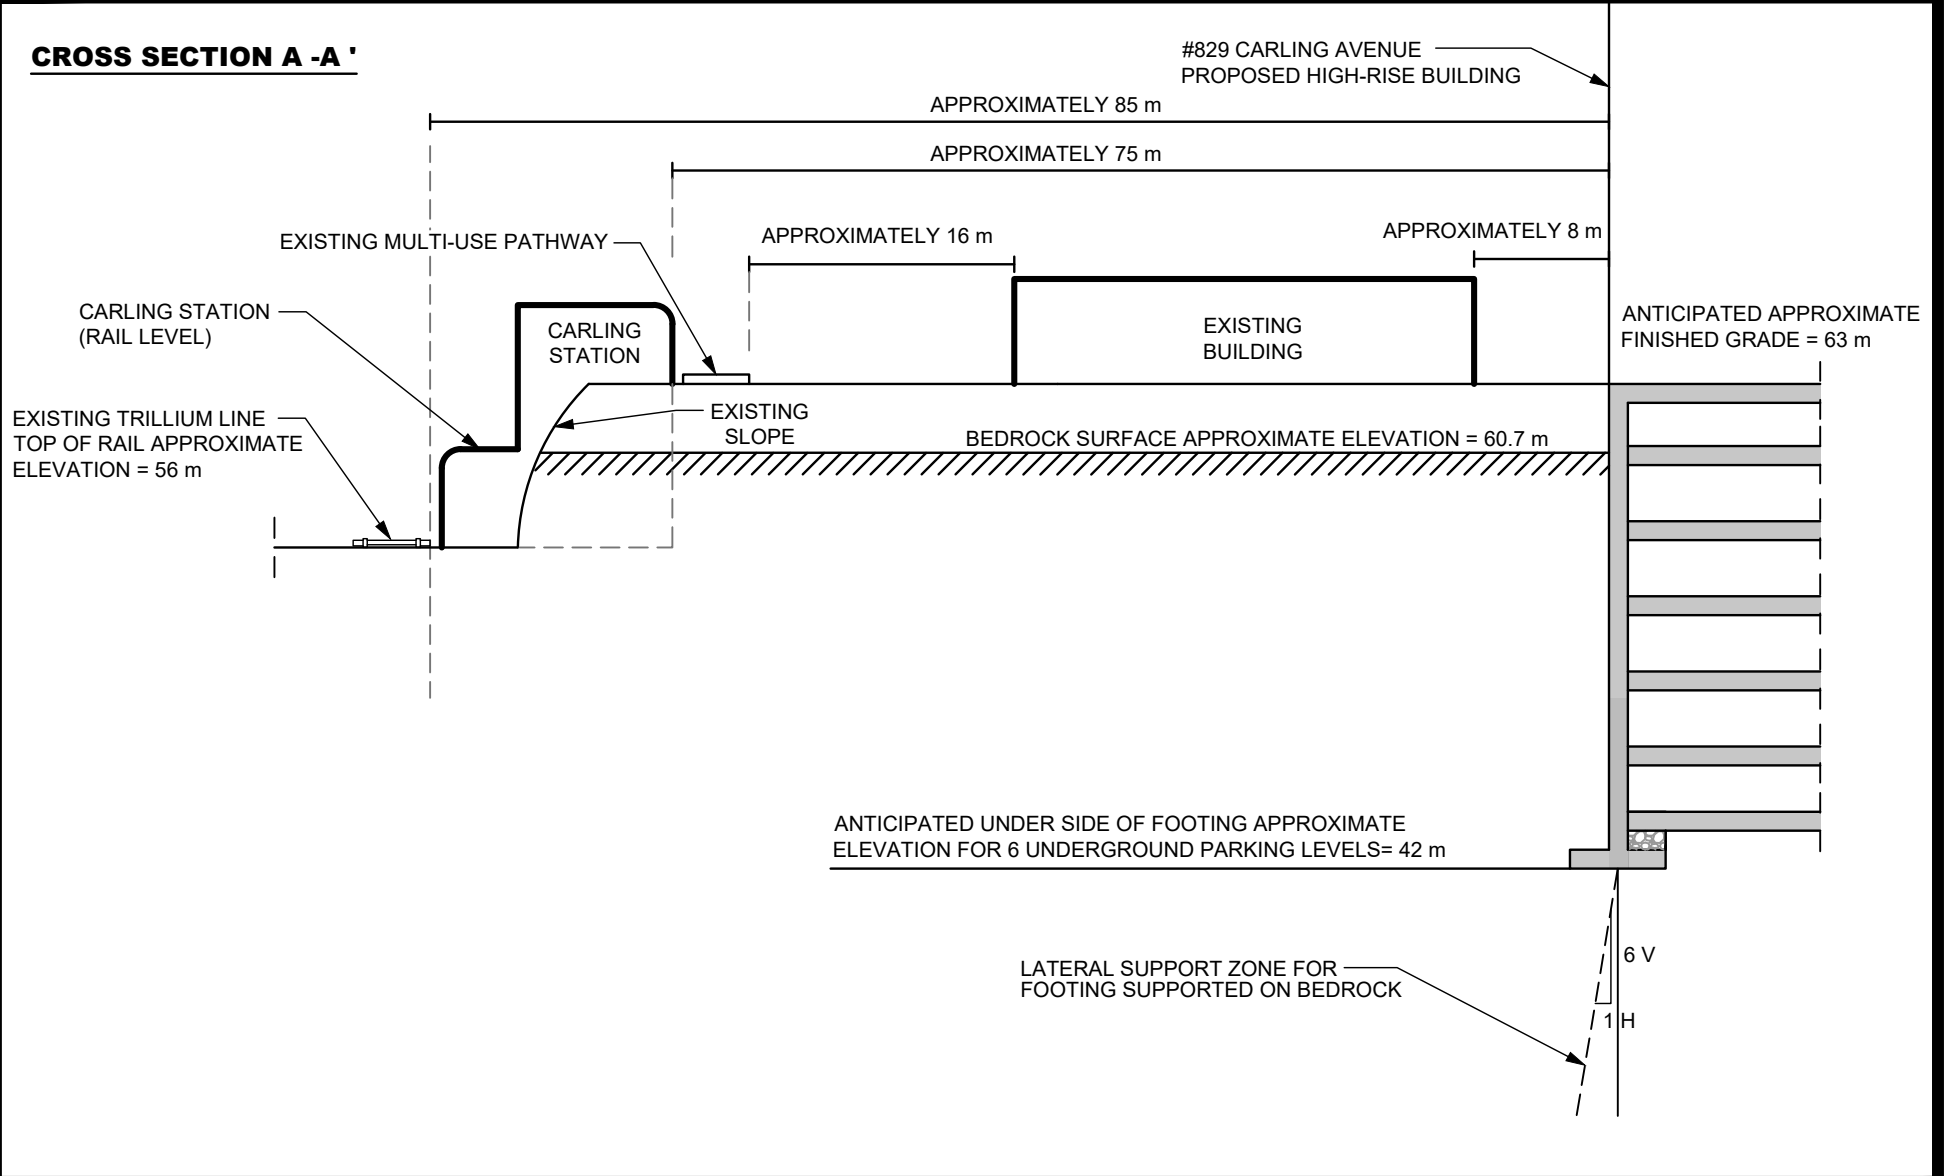 CROSS SECTION A -A '
#829 CARLING AVENUE
PROPOSED HIGH-RISE BUILDING
APPROXIMATELY 85 m
APPROXIMATELY 75 m
EXISTING MULTI-USE PATHWAY
APPROXIMATELY 16 m
APPROXIMATELY 8 m
CARLING STATION
(RAIL LEVEL)
CARLING
STATION
EXISTING
BUILDING
ANTICIPATED APPROXIMATE
FINISHED GRADE = 63 m
EXISTING TRILLIUM LINE
TOP OF RAIL APPROXIMATE
ELEVATION = 56 m
EXISTING
SLOPE
BEDROCK SURFACE APPROXIMATE ELEVATION = 60.7 m
ANTICIPATED UNDER SIDE OF FOOTING APPROXIMATE
ELEVATION FOR 6 UNDERGROUND PARKING LEVELS= 42 m
LATERAL SUPPORT ZONE FOR
FOOTING SUPPORTED ON BEDROCK
6 V
1 H